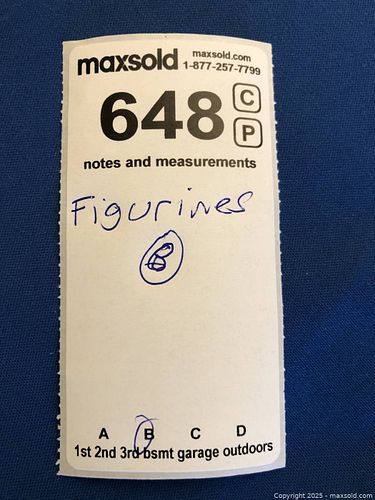 maxsold maxsold.com
1-877-257-7799
648 C
P
notes and measurements
Figurines
B
A B C D
1st 2nd 3rd bsmt garage outdoors
Copyright 2025 - maxsold.com